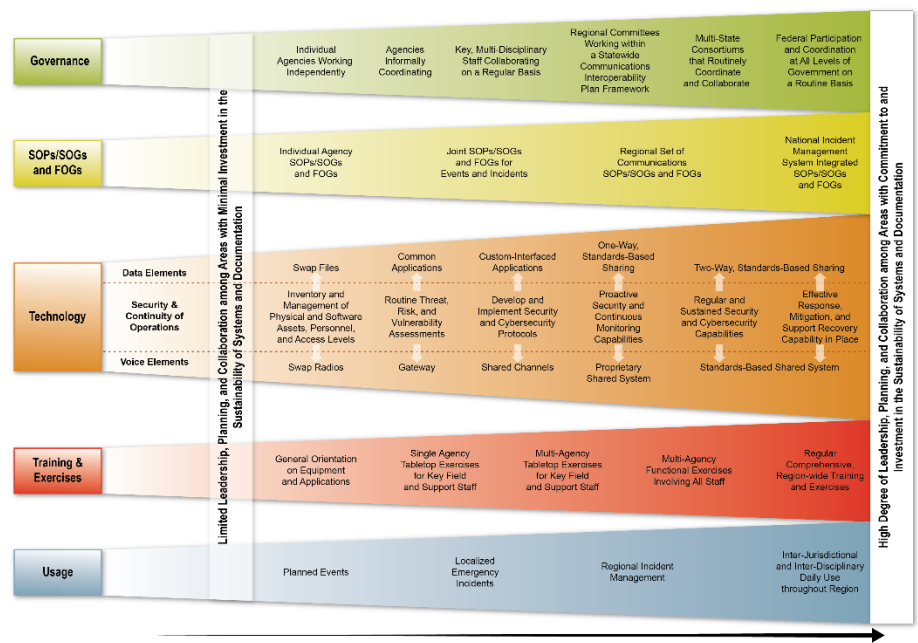 Governance
Individual
Agencies Working
Independently
Agencies
Informally
Coordinating
Key, Multi-Disciplinary
Staff Collaborating
on a Regular Basis
Regional Committees
Working within
a Statewide
Communications
Interoperability
Plan Framework
Multi-State
Consortiums
that Routinely
Coordinate
and Collaborate
Federal Participation
and Coordination
at All Levels of
Government on
a Routine Basis
SOPs/SOGs
and FOGs
Individual Agency
SOPs/SOGs
and FOGs
Joint SOPs/SOGs
and FOGs for
Events and Incidents
Regional Set of
Communications
SOPs/SOGs and FOGs
National Incident
Management
System Integrated
SOPs/SOGs
and FOGs
Technology
Data Elements
Swap Files
Common
Applications
Custom-Interfaced
Applications
One-Way,
Standards-Based
Sharing
Two-Way, Standards-Based Sharing
Security &
Continuity of
Operations
Inventory and
Management of
Physical and Software
Assets, Personnel,
and Access Levels
Routine Threat,
Risk, and
Vulnerability
Assessments
Develop and
Implement Security
and Cybersecurity
Protocols
Proactive
Security and
Continuous
Monitoring
Capabilities
Regular and
Sustained Security
and Cybersecurity
Capabilities
Effective
Response,
Mitigation, and
Support Recovery
Capability in Place
Voice Elements
Swap Radios
Gateway
Shared Channels
Proprietary
Shared System
Standards-Based Shared System
Training &
Exercises
General Orientation
on Equipment
and Applications
Single Agency
Tabletop Exercises
for Key Field
and Support Staff
Multi-Agency
Tabletop Exercises
for Key Field
and Support Staff
Multi-Agency
Functional Exercises
Involving All Staff
Regular
Comprehensive,
Region-wide Training
and Exercises
Usage
Planned Events
Localized
Emergency
Incidents
Regional Incident
Management
Inter-Jurisdictional
and Inter-Disciplinary
Daily Use
throughout Region
Limited Leadership, Planning, and Collaboration among Areas with Minimal Investment in the
Sustainability of Systems and Documentation
High Degree of Leadership, Planning, and Collaboration among Areas with Commitment to and
Investment in the Sustainability of Systems and Documentation